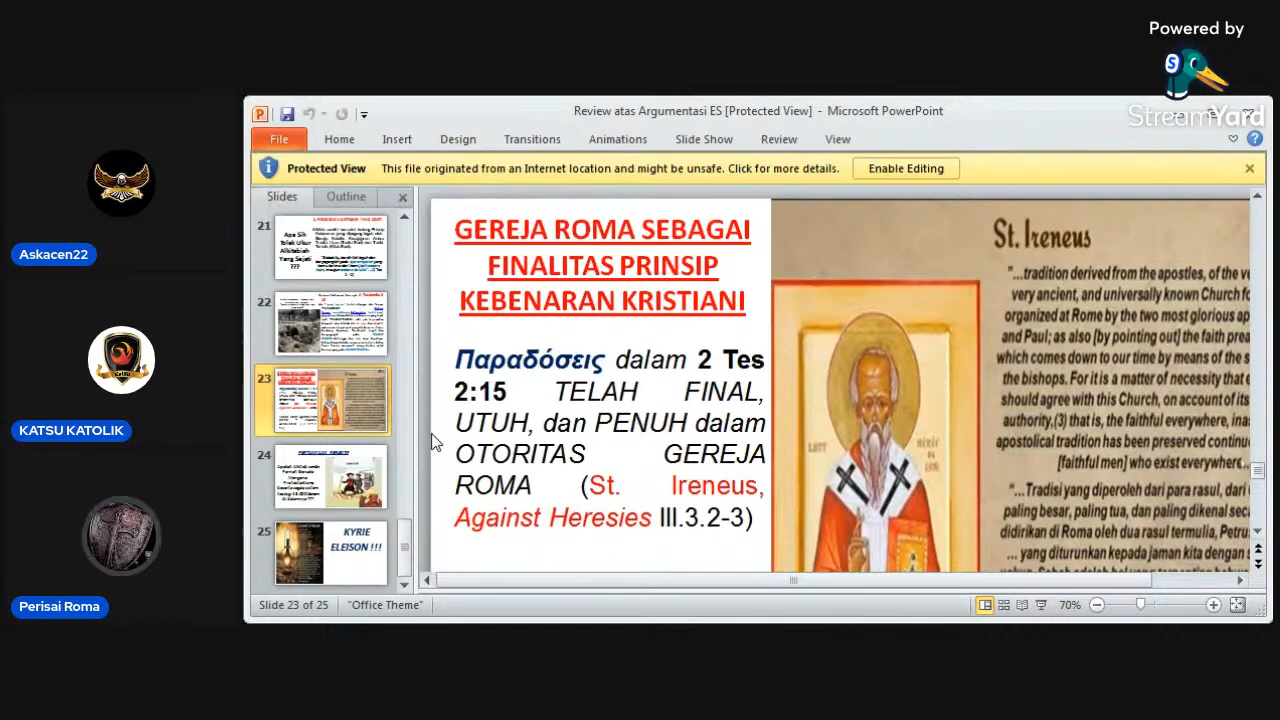 Powered by
StreamYard
Review atas Argumentasi ES [Protected View] - Microsoft PowerPoint
File Home Insert Design Transitions Animations Slide Show Review View
Protected View This file originated from an Internet location and might be unsafe. Click for more details. Enable Editing
Slides Outline
21
Apa Sih
Tolak Ukur
Alkitabiah
Yang Sejati
???
22
23
24
25
KYRIE
ELEISON !!!
GEREJA ROMA SEBAGAI
FINALITAS PRINSIP
KEBENARAN KRISTIANI
Παραδόσεις dalam 2 Tes
2:15 TELAH FINAL,
UTUH, dan PENUH dalam
OTORITAS GEREJA
ROMA (St. Ireneus,
Against Heresies III.3.2-3)
St. Ireneus
"...tradition derived from the apostles, of the
very ancient, and universally known Church
organized at Rome by the two most glorious
and Paul; as also [by pointing out] the faith
which comes down to our time by means of the
the bishops. For it is a matter of necessity that
should agree with this Church, on account of its
authority,(3) that is, the faithful everywhere,
apostolical tradition has been preserved
[faithful men] who exist everywhere.
"...Tradisi yang diperoleh dari para rasul, dari
paling besar, paling tua, dan paling dikenal
didirikan di Roma oleh dua rasul termulia,
... yang diturunkan kepada jaman kita dengan
Askacen22
KATSU KATOLIK
Perisai Roma
Slide 23 of 25 "Office Theme" 70%